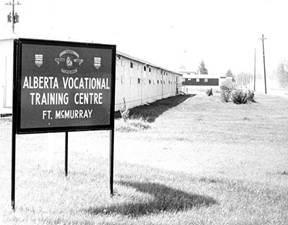 ALBERTA VOCATIONAL
TRAINING CENTRE
FT. MCMURRAY